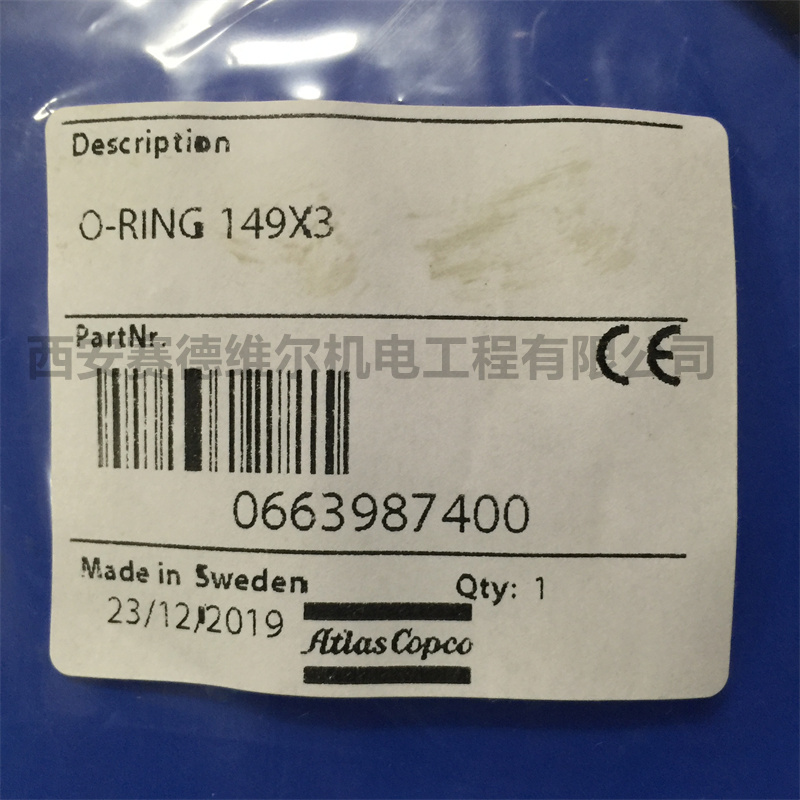 Description
O-RING 149X3
PartNr.
西安赛德维尔机电工程有限公司
CE
0663987400
Made in Sweden
Qty: 1
23/12/2019
Atlas Copco